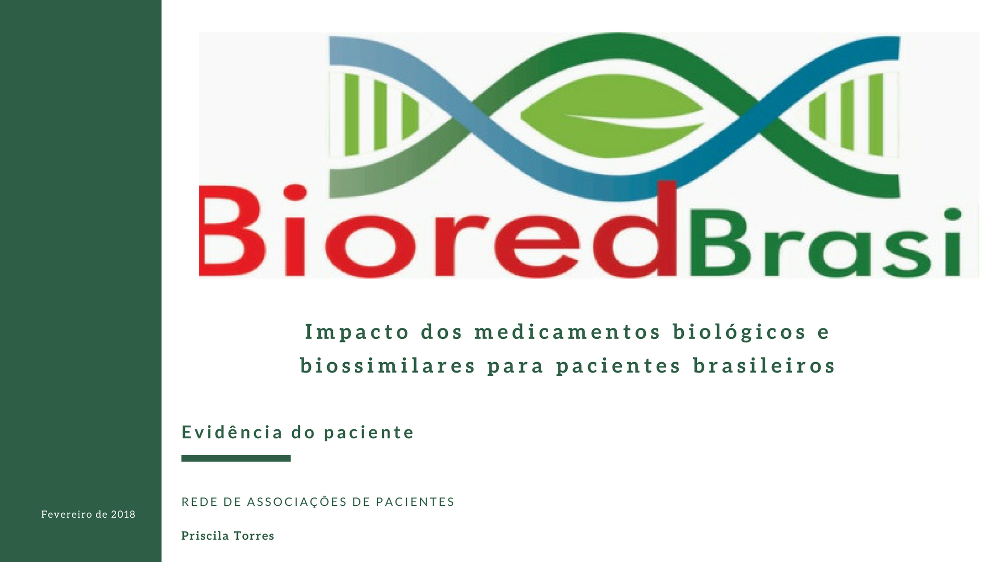 BioredBrasi
Impacto dos medicamentos biológicos e
biossimilares para pacientes brasileiros
Evidência do paciente
REDE DE ASSOCIAÇÕES DE PACIENTES
Fevereiro de 2018
Priscila Torres